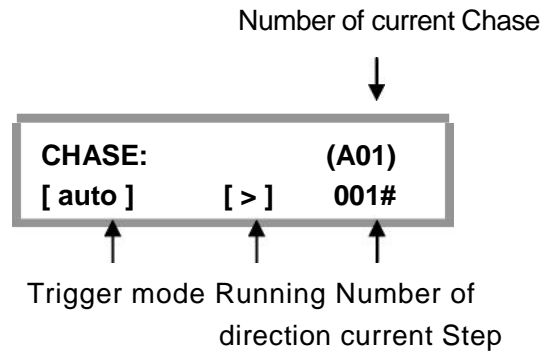 Number of current Chase
CHASE: (A01)
[ auto ] [ > ] 001#
Trigger mode Running Number of
direction current Step